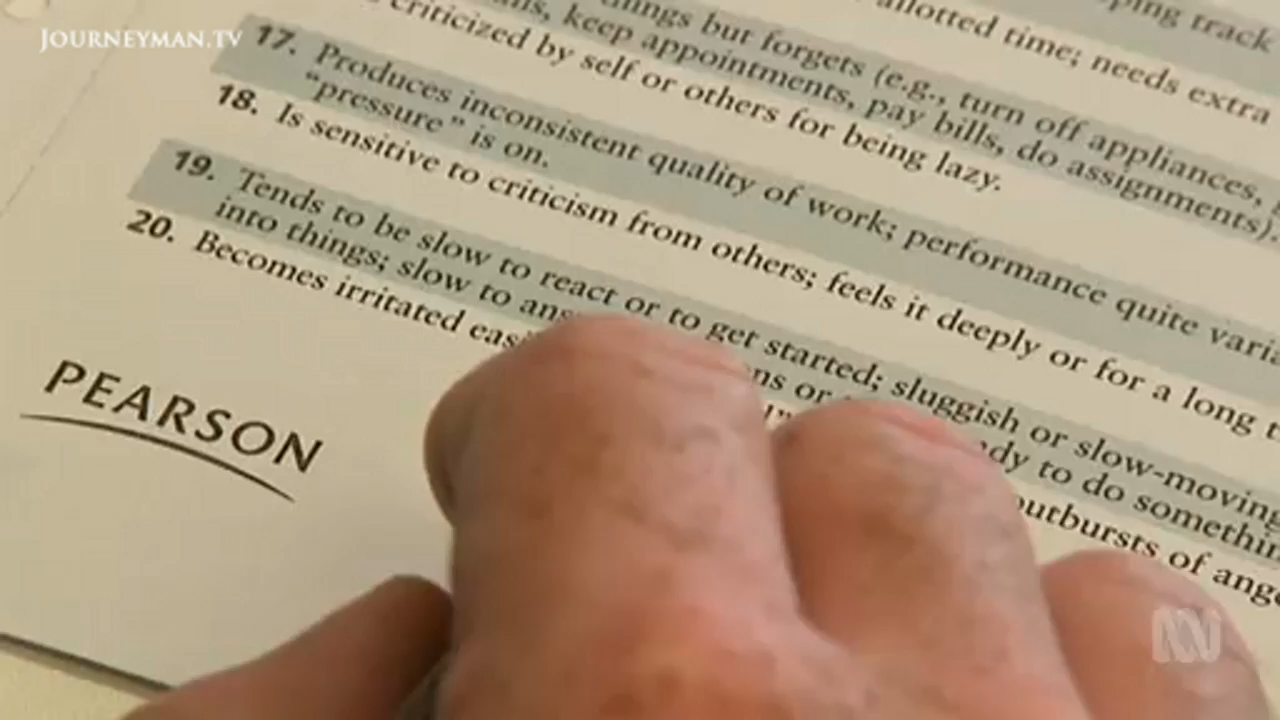 JOURNEYMAN.TV
ping track
allotted time; needs extra
things but forgets (e.g., turn off appliances,
keep appointments, pay bills, do assignments).
criticized by self or others for being lazy.
17. Produces inconsistent quality of work; performance quite
“pressure” is on.
18. Is sensitive to criticism from others; feels it deeply or for a long
19. Tends to be slow to react or to get started; sluggish or slow-moving
into things; slow to or to do
20. Becomes irritated outbursts of
PEARSON